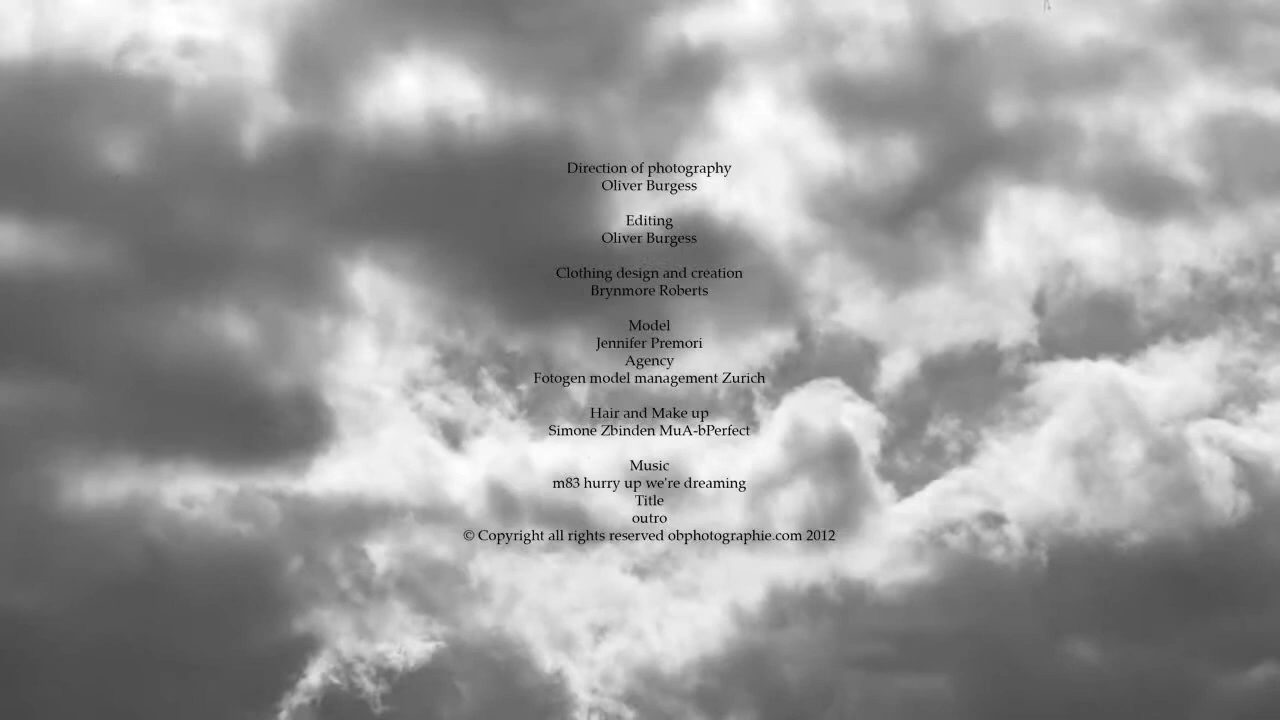 Direction of photography
Oliver Burgess
Editing
Oliver Burgess
Clothing design and creation
Brynmore Roberts
Model
Jennifer Premori
Agency
Fotogen model management Zurich
Hair and Make up
Simone Zbinden MuA-bPerfect
Music
m83 hurry up we're dreaming
Title
outro
© Copyright all rights reserved obphotographie.com 2012